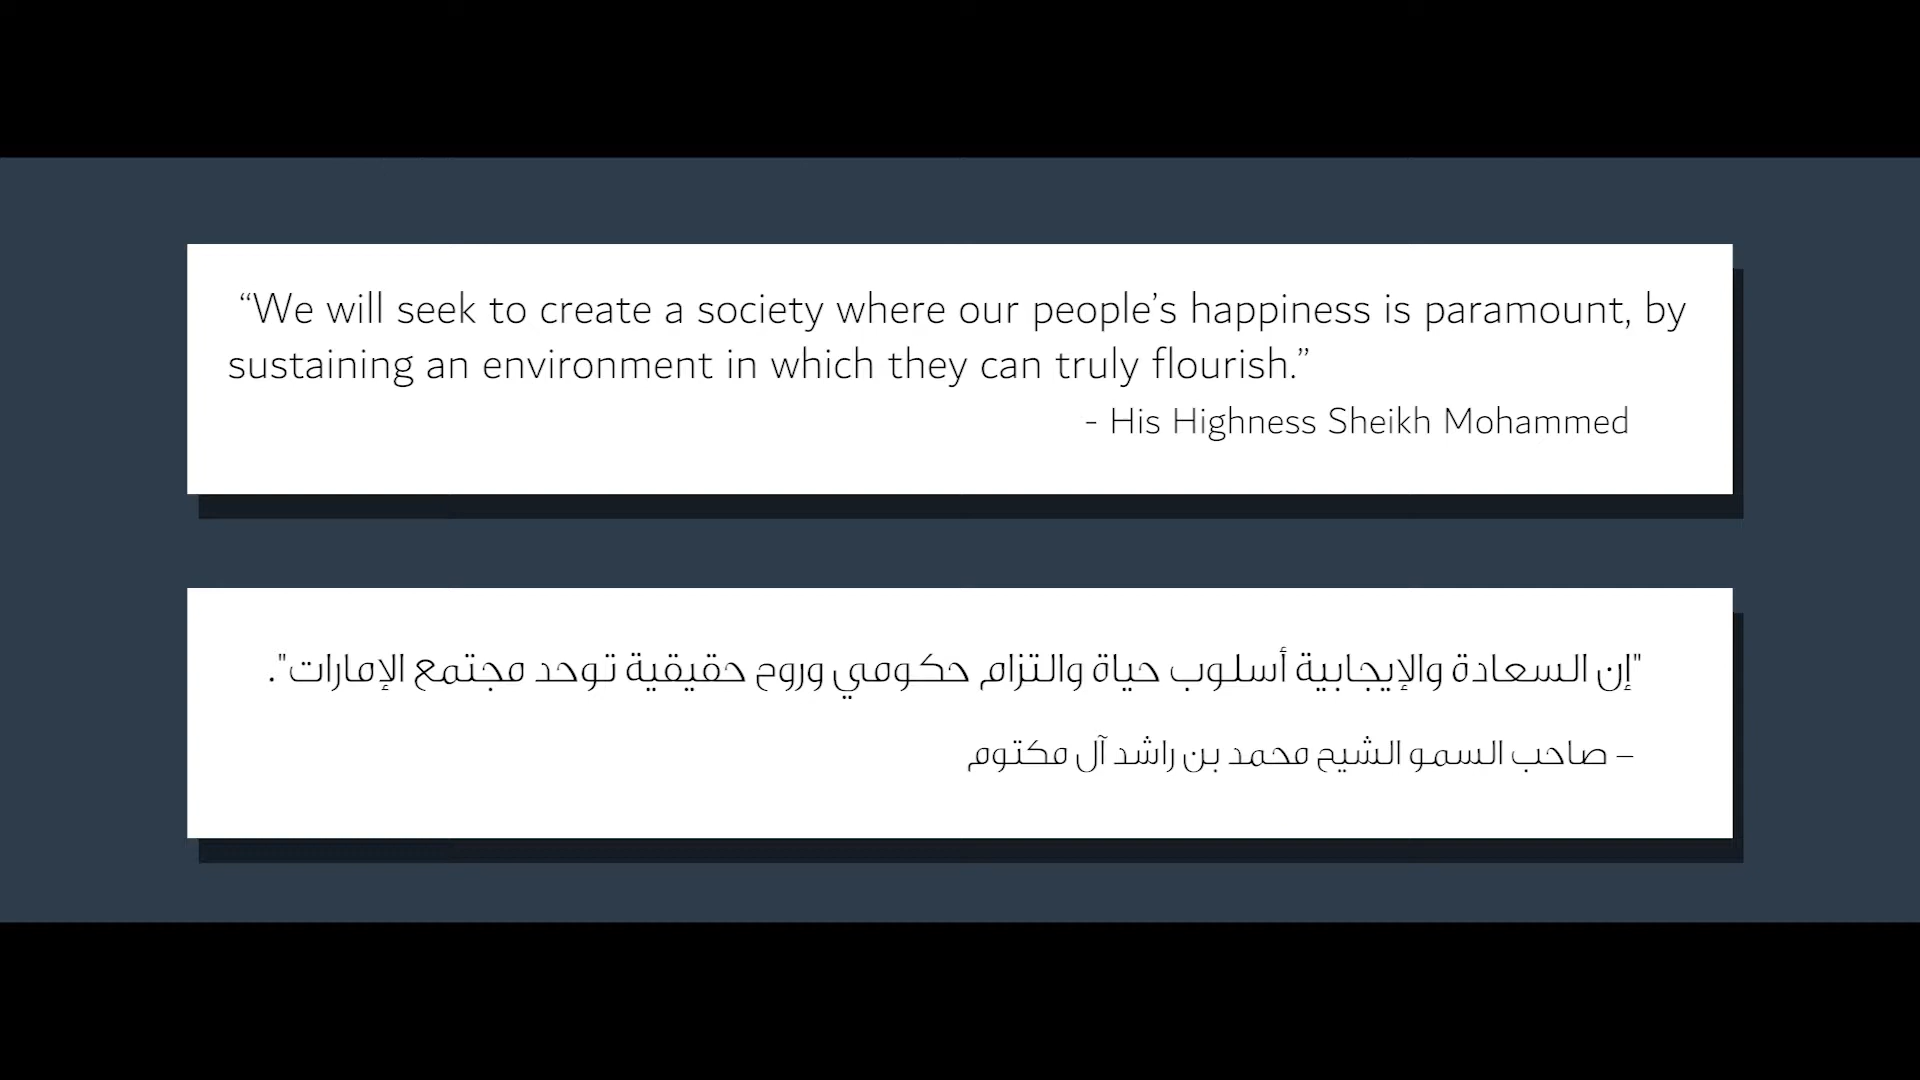 “We will seek to create a society where our people’s happiness is paramount, by
sustaining an environment in which they can truly flourish.”
- His Highness Sheikh Mohammed
"إن السعادة والإيجابية أسلوب حياة والتزام حكومي وروح حقيقية توحد مجتمع الإمارات".
– صاحب السمو الشيخ محمد بن راشد آل مكتوم